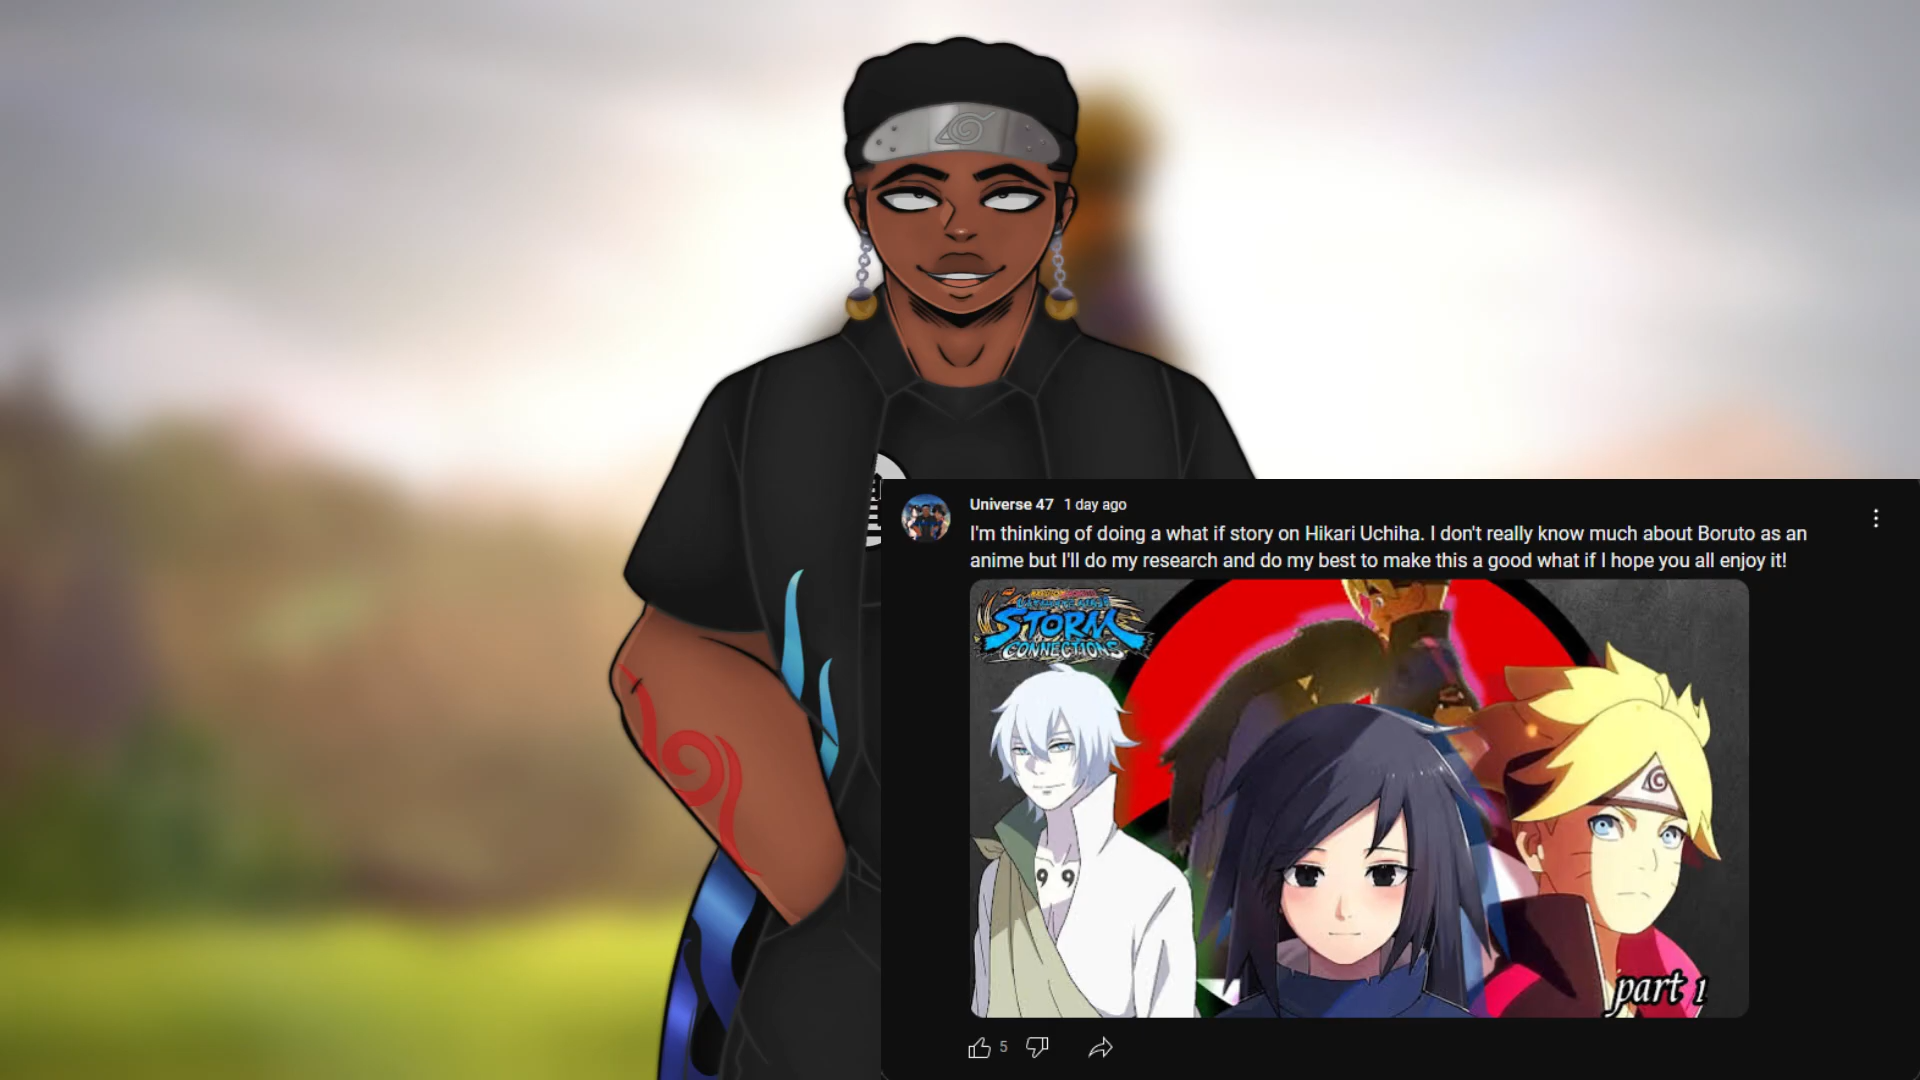 Universe 47 1 day ago
I'm thinking of doing a what if story on Hikari Uchiha. I don't really know much about Boruto as an
anime but I'll do my research and do my best to make this a good what if I hope you all enjoy it!
STORM
CONNECTIONS
part 1
5